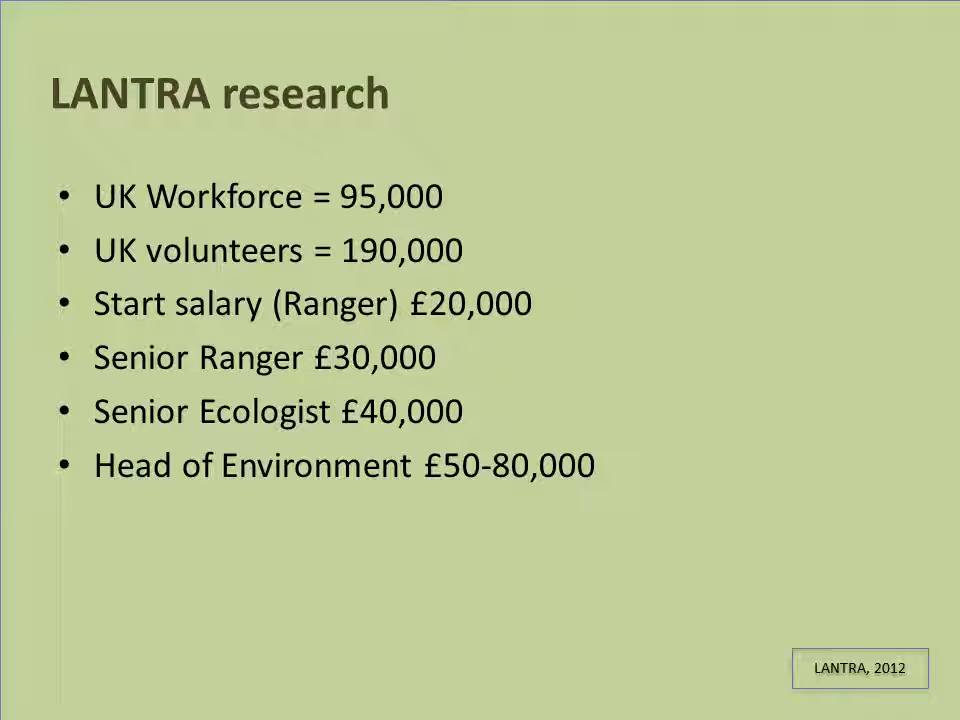 LANTRA research
• UK Workforce = 95,000
• UK volunteers = 190,000
• Start salary (Ranger) £20,000
• Senior Ranger £30,000
• Senior Ecologist £40,000
• Head of Environment £50-80,000
LANTRA, 2012